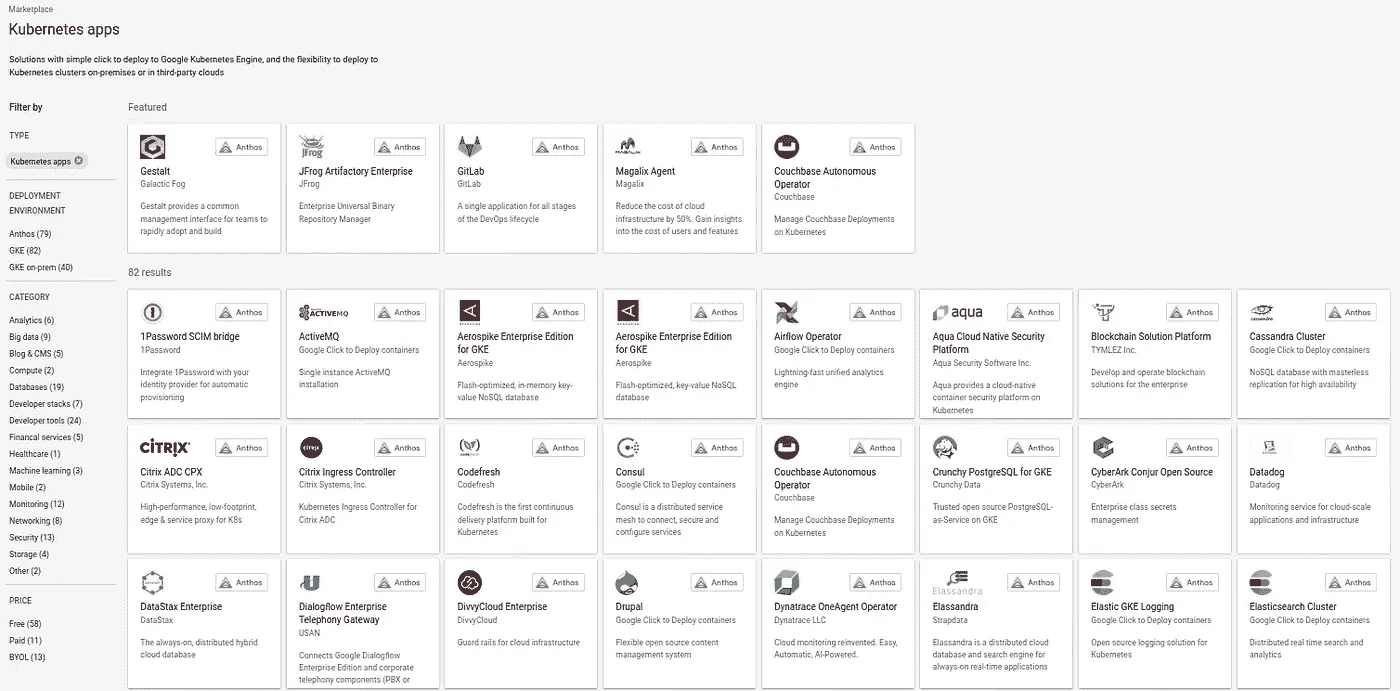 Marketplace
Kubernetes apps
Solutions with simple click to deploy to Google Kubernetes Engine, and the flexibility to deploy to
Kubernetes clusters on-premises or in third-party clouds
Filter by
TYPE
Kubernetes apps
DEPLOYMENT
ENVIRONMENT
Anthos (79)
GKE (82)
GKE on-prem (40)
CATEGORY
Analytics (6)
Big data (9)
Blog & CMS (5)
Compute (2)
Databases (19)
Developer stacks (7)
Developer tools (24)
Financal services (5)
Healthcare (1)
Machine learning (3)
Mobile (2)
Monitoring (12)
Networking (8)
Security (13)
Storage (4)
Other (2)
PRICE
Free (58)
Paid (11)
BYOL (13)
Featured
Anthos
Gestalt
Galactic Fog
Gestalt provides a common
management interface for teams to
rapidly adopt and build
JFrog
Anthos
JFrog Artifactory Enterprise
JFrog
Enterprise Universal Binary
Repository Manager
Anthos
GitLab
GitLab
A single application for all stages
of the DevOps lifecycle
MAGALIX
Anthos
Magalix Agent
Magalix
Reduce the cost of cloud
infrastructure by 50%. Gain insights
into the cost of users and features
Anthos
Couchbase Autonomous
Operator
Couchbase
Manage Couchbase Deployments
on Kubernetes
82 results
Anthos
1Password SCIM bridge
1Password
Integrate 1Password with your
identity provider for automatic
provisioning
ACTIVEMQ
Anthos
ActiveMQ
Google Click to Deploy containers
Single instance ActiveMQ
installation
Anthos
Aerospike Enterprise Edition
for GKE
Aerospike
Flash-optimized, in-memory key-
value NoSQL database
Anthos
Aerospike Enterprise Edition
for GKE
Aerospike
Flash-optimized, key-value NoSQL
database
Anthos
Airflow Operator
Google Click to Deploy containers
Lightning-fast unified analytics
engine
aqua
Anthos
Aqua Cloud Native Security
Platform
Aqua Security Software Inc.
Aqua provides a cloud-native
container security platform on
Kubernetes
Anthos
Blockchain Solution Platform
TYMLEZ Inc.
Develop and operate blockchain
solutions for the enterprise
cassandra
Anthos
Cassandra Cluster
Google Click to Deploy containers
NoSQL database with masterless
replication for high availability
CITRIX
Anthos
Citrix ADC CPX
Citrix Systems, Inc.
High-performance, low-footprint,
edge & service proxy for K8s
citrix
Anthos
Citrix Ingress Controller
Citrix Systems, Inc.
Kubernetes Ingress Controller for
Citrix ADC
Anthos
Codefresh
Codefresh
Codefresh is the first continuous
delivery platform built for
Kubernetes
Anthos
Consul
Google Click to Deploy containers
Consul is a distributed service
mesh to connect, secure and
configure services
Anthos
Couchbase Autonomous
Operator
Couchbase
Manage Couchbase Deployments
on Kubernetes
Anthos
Crunchy PostgreSQL for GKE
Crunchy Data
Trusted open source PostgreSQL-
as-Service on GKE
Anthos
CyberArk Conjur Open Source
CyberArk
Enterprise class secrets
management
Anthos
Datadog
Datadog
Monitoring service for cloud-scale
applications and infrastructure
Anthos
DataStax Enterprise
DataStax
The always-on, distributed hybrid
cloud database
Anthos
Dialogflow Enterprise
Telephony Gateway
USAN
Connects Google Dialogflow
Enterprise Edition and corporate
telephony components (PBX or
Anthos
DivvyCloud Enterprise
DivvyCloud
Guard rails for cloud infrastructure
Anthos
Drupal
Google Click to Deploy containers
Flexible open source content
management system
Anthos
Dynatrace OneAgent Operator
Dynatrace LLC
Cloud monitoring reinvented. Easy,
Automatic, AI-Powered.
Elassandra
Anthos
Elassandra
Strapdata
Elassandra is a distributed cloud
database and search engine for
always-on real-time applications
Anthos
Elastic GKE Logging
Google Click to Deploy containers
Open source logging solution for
Kubernetes
Anthos
Elasticsearch Cluster
Google Click to Deploy containers
Distributed real time search and
analytics